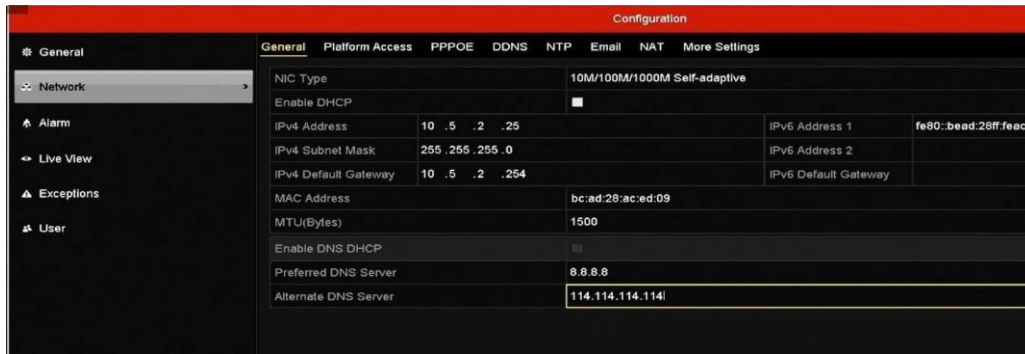 Configuration
General
Network
Alarm
Live View
Exceptions
User
General Platform Access PPPOE DDNS NTP Email NAT More Settings
NIC Type 10M/100M/1000M Self-adaptive
Enable DHCP
IPv4 Address 10 .5 .2 .25 IPv6 Address 1 fe80::bead:28ff:feac
IPv4 Subnet Mask 255.255.255.0 IPv6 Address 2
IPv4 Default Gateway 10 .5 .2 .254 IPv6 Default Gateway
MAC Address bc:ad:28:ac:ed:09
MTU(Bytes) 1500
Enable DNS DHCP
Preferred DNS Server 8.8.8.8
Alternate DNS Server 114.114.114.114